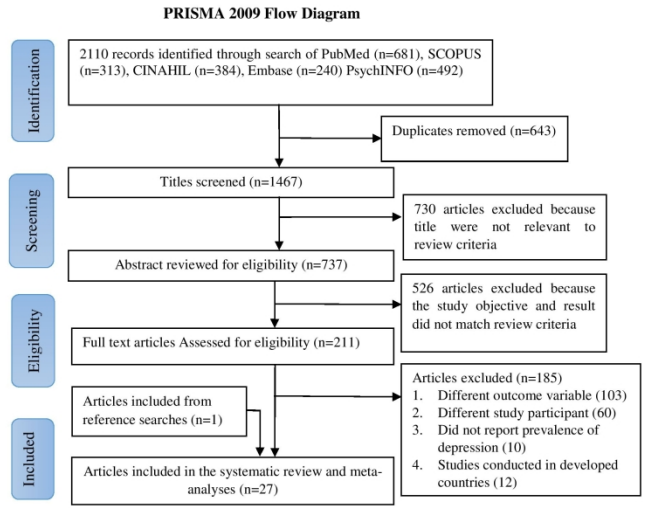 PRISMA 2009 Flow Diagram
Identification
2110 records identified through search of PubMed (n=681), SCOPUS
(n=313), CINAHIL (n=384), Embase (n=240) PsychINFO (n=492)
Duplicates removed (n=643)
Screening
Titles screened (n=1467)
730 articles excluded because
title were not relevant to
review criteria
Abstract reviewed for eligibility (n=737)
526 articles excluded because
the study objective and result
did not match review criteria
Eligibility
Full text articles Assessed for eligibility (n=211)
Articles excluded (n=185)
1. Different outcome variable (103)
2. Different study participant (60)
3. Did not report prevalence of
depression (10)
4. Studies conducted in developed
countries (12)
Articles included from
reference searches (n=1)
Included
Articles included in the systematic review and meta-
analyses (n=27)